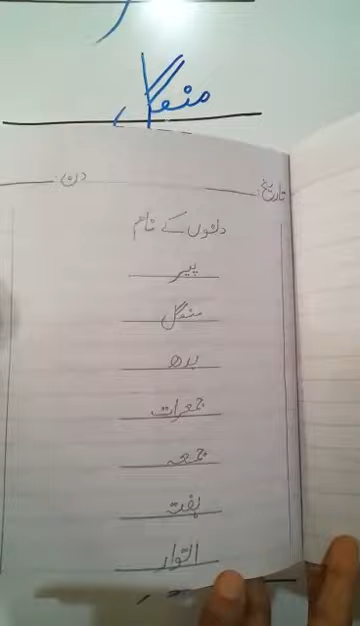 منگل
تاریخ: دن:
دنوں کے نام
پیر
منگل
بدھ
جمعرات
جمعہ
ہفتہ
اتوار